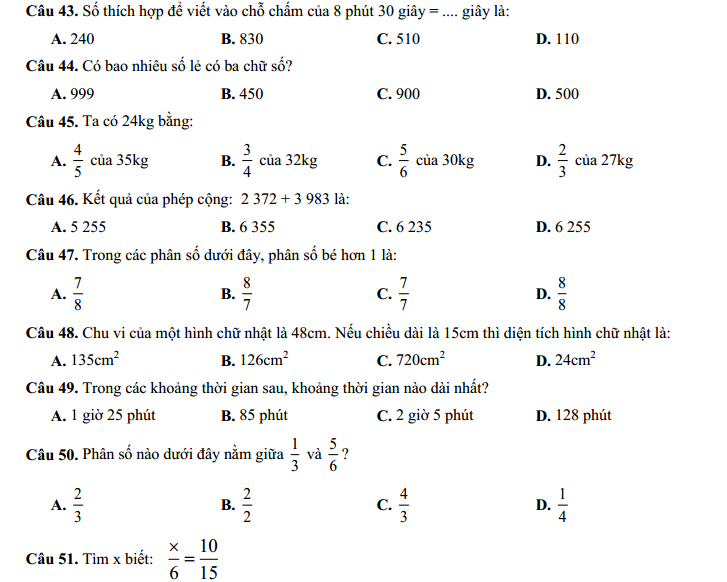 Câu 43. Số thích hợp để viết vào chỗ chấm của 8 phút 30 giây = .... giây là:
A. 240 B. 830 C. 510 D. 110
Câu 44. Có bao nhiêu số lẻ có ba chữ số?
A. 999 B. 450 C. 900 D. 500
Câu 45. Ta có 24kg bằng:
A. 4/5 của 35kg B. 3/4 của 32kg C. 5/6 của 30kg D. 2/3 của 27kg
Câu 46. Kết quả của phép cộng: 2 372 + 3 983 là:
A. 5 255 B. 6 355 C. 6 235 D. 6 255
Câu 47. Trong các phân số dưới đây, phân số bé hơn 1 là:
A. 7/8 B. 8/7 C. 7/7 D. 8/8
Câu 48. Chu vi của một hình chữ nhật là 48cm. Nếu chiều dài là 15cm thì diện tích hình chữ nhật là:
A. 135cm² B. 126cm² C. 720cm² D. 24cm²
Câu 49. Trong các khoảng thời gian sau, khoảng thời gian nào dài nhất?
A. 1 giờ 25 phút B. 85 phút C. 2 giờ 5 phút D. 128 phút
Câu 50. Phân số nào dưới đây nằm giữa 1/3 và 5/6 ?
A. 2/3 B. 2/2 C. 4/3 D. 1/4
Câu 51. Tìm x biết: x/6 = 10/15